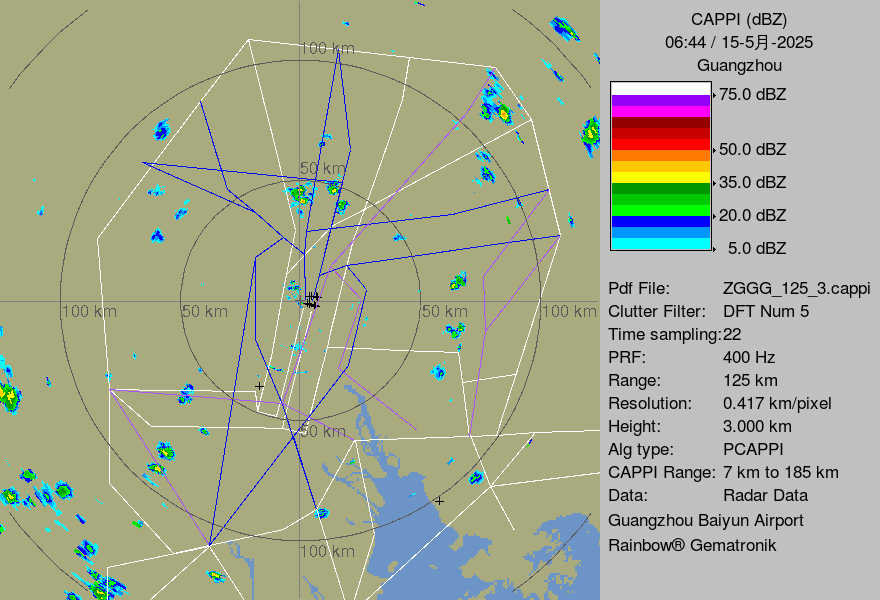 100 km
50 km
100 km
50 km
50 km
100 km
50 km
100 km
CAPPI (dBZ)
06:44 / 15-5月-2025
Guangzhou
75.0 dBZ
50.0 dBZ
35.0 dBZ
20.0 dBZ
5.0 dBZ
Pdf File: ZGGG_125_3.cappi
Clutter Filter: DFT Num 5
Time sampling:22
PRF: 400 Hz
Range: 125 km
Resolution: 0.417 km/pixel
Height: 3.000 km
Alg type: PCAPPI
CAPPI Range: 7 km to 185 km
Data: Radar Data
Guangzhou Baiyun Airport
Rainbow® Gematronik